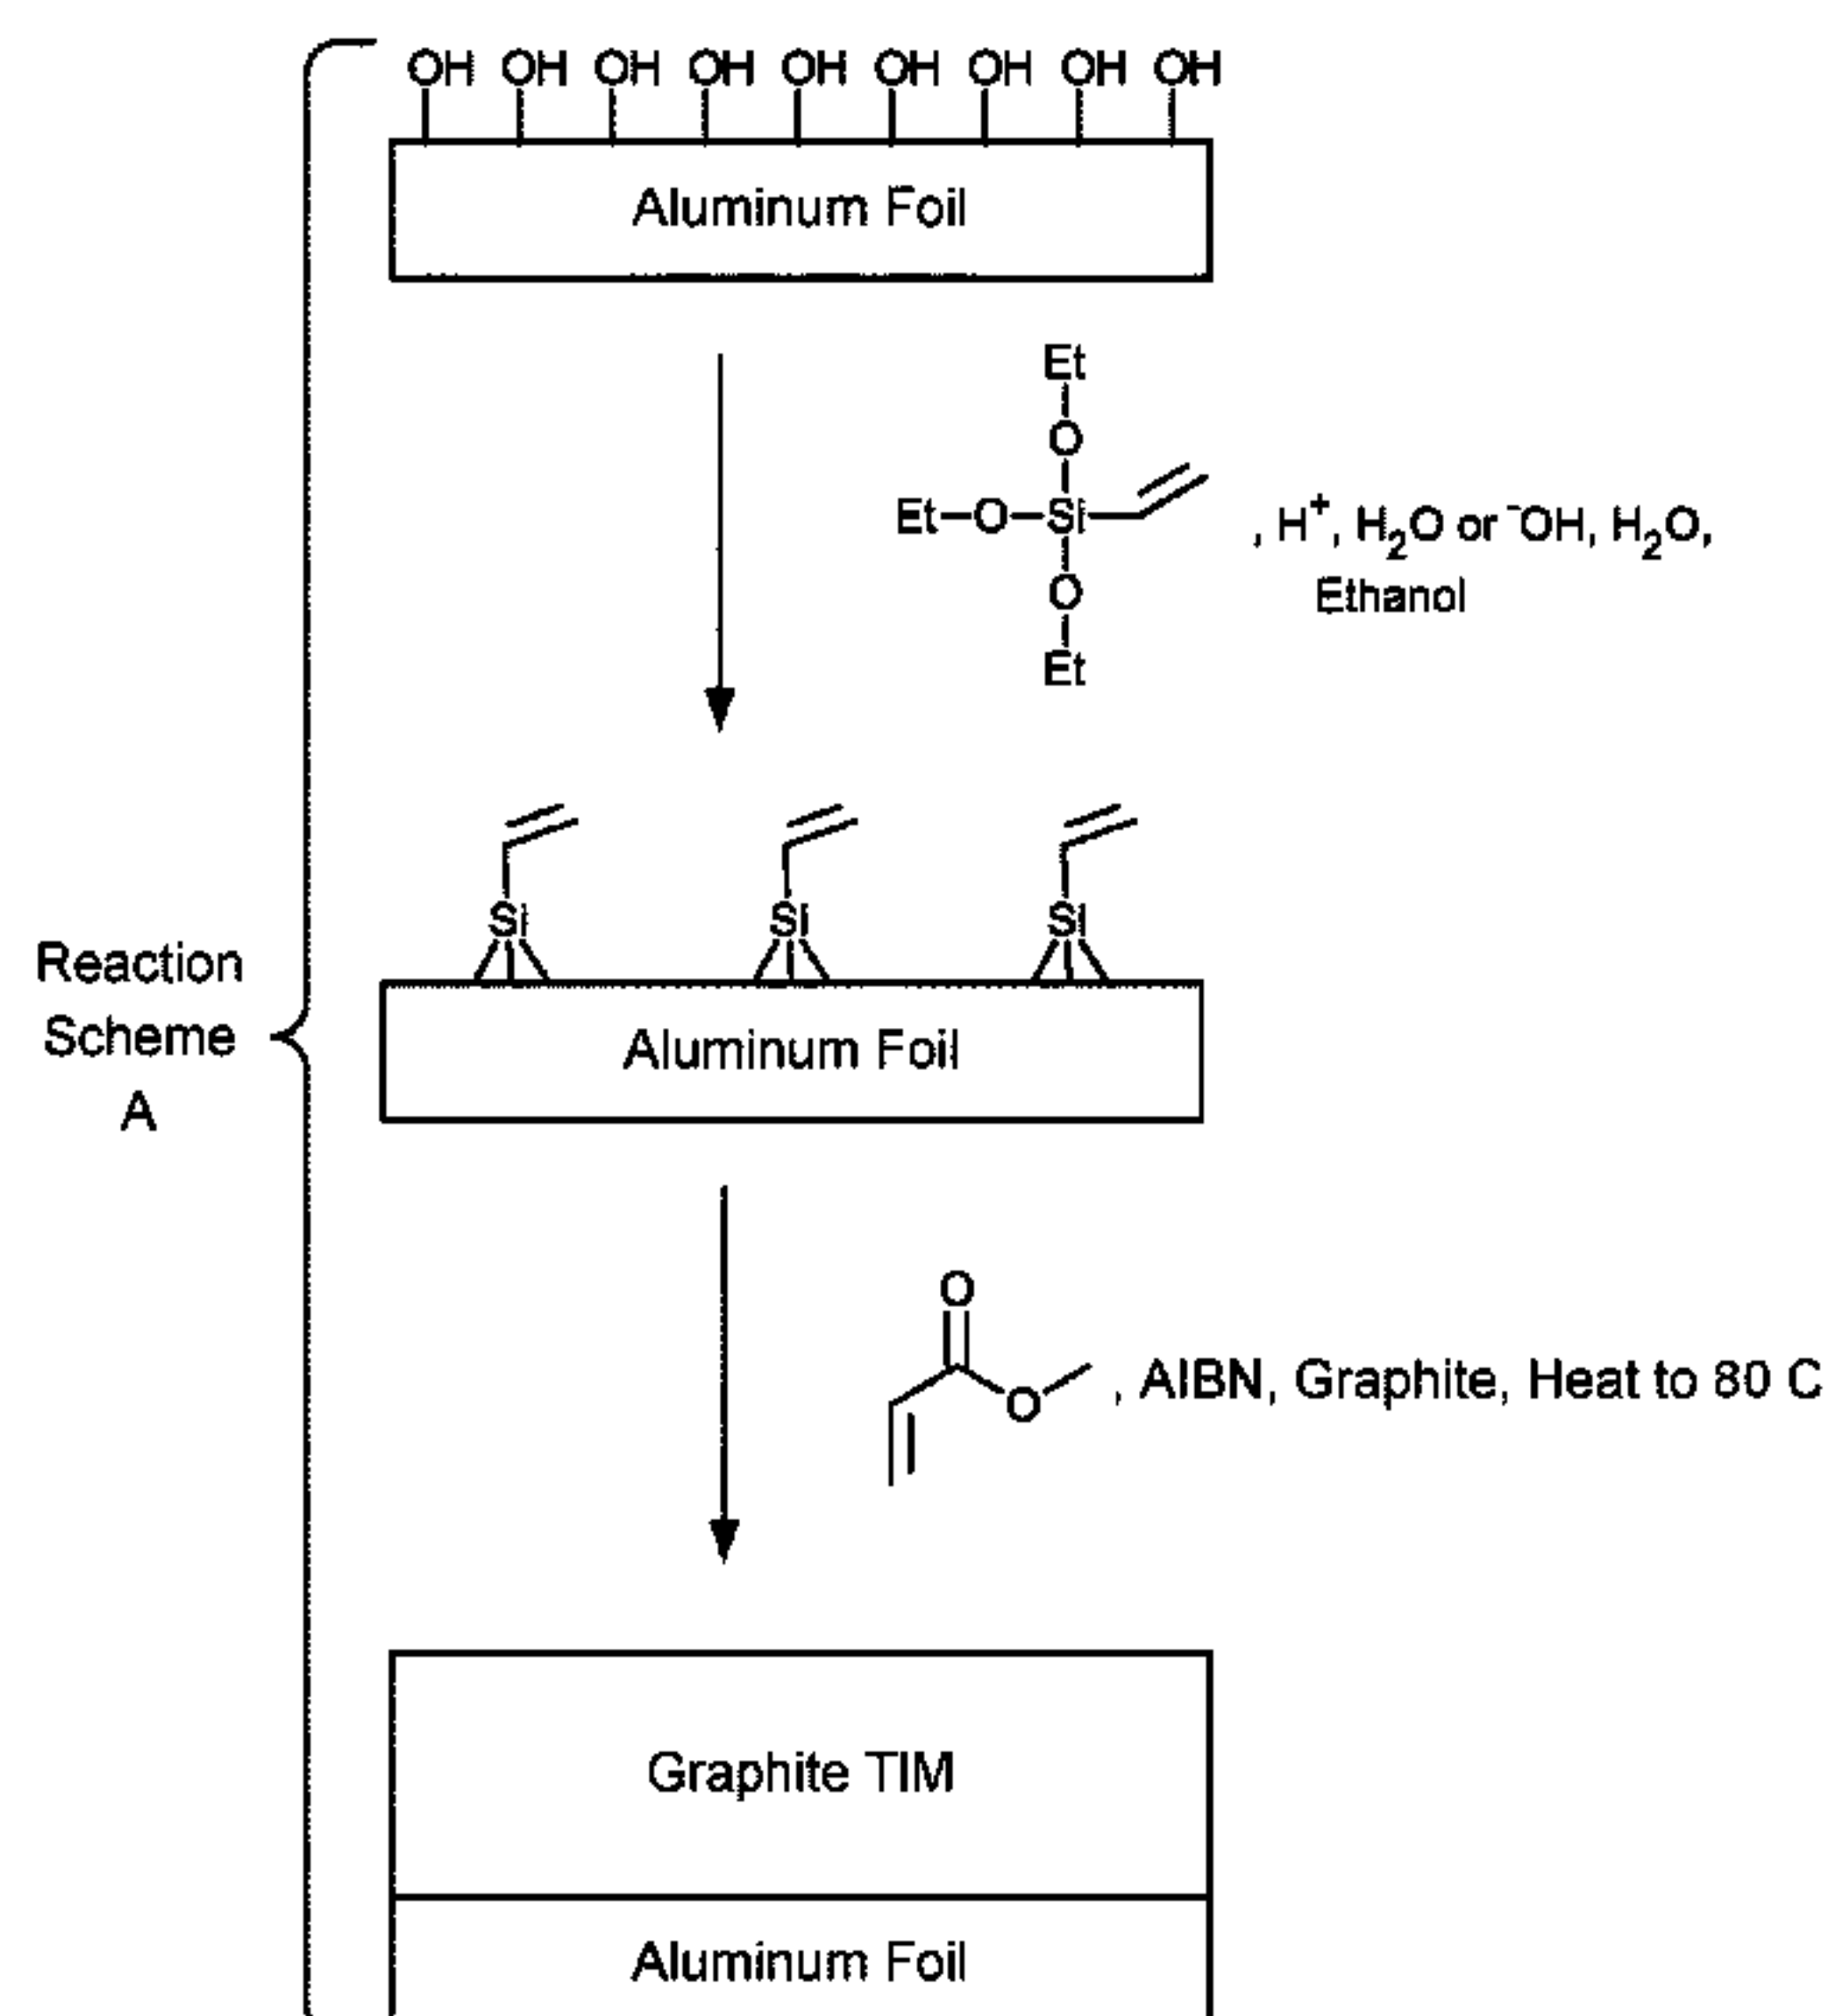 OH OH OH OH OH OH OH OH OH
Aluminum Foil
Et
O
Et-O-Si
, H⁺, H₂O or ⁻OH, H₂O,
O
Ethanol
Et
Si Si Si
Reaction
Scheme
A
Aluminum Foil
O
O
, AIBN, Graphite, Heat to 80 C
Graphite TIM
Aluminum Foil